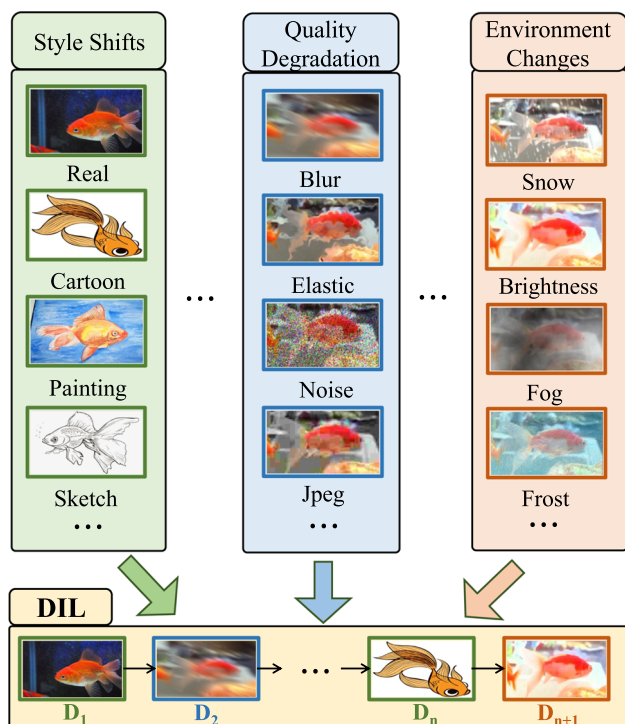 Style Shifts
Real
Cartoon
Painting
Sketch
...
...
Quality
Degradation
Blur
Elastic
Noise
Jpeg
...
...
Environment
Changes
Snow
Brightness
Fog
Frost
...
DIL
...
D1
D2
Dn
Dn+1